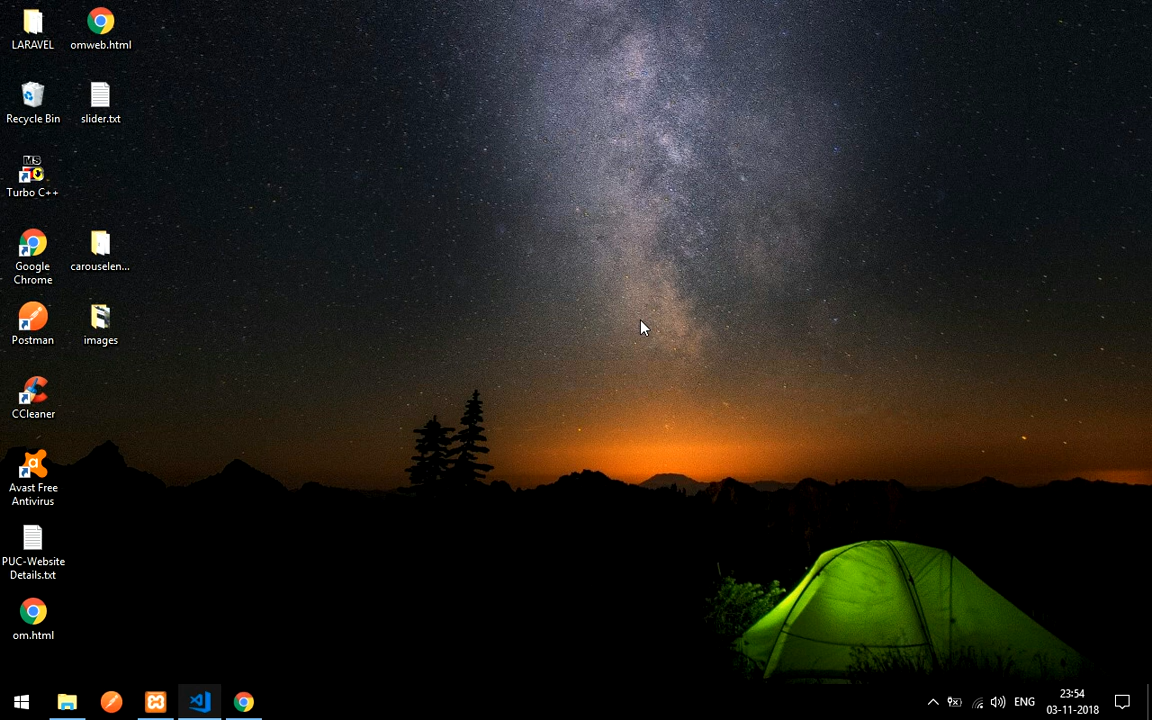 LARAVEL
omweb.html
Recycle Bin
slider.txt
MS
Turbo C++
Google
Chrome
carouselen...
Postman
images
CCleaner
Avast Free
Antivirus
PUC-Website
Details.txt
om.html
ENG
23:54
03-11-2018